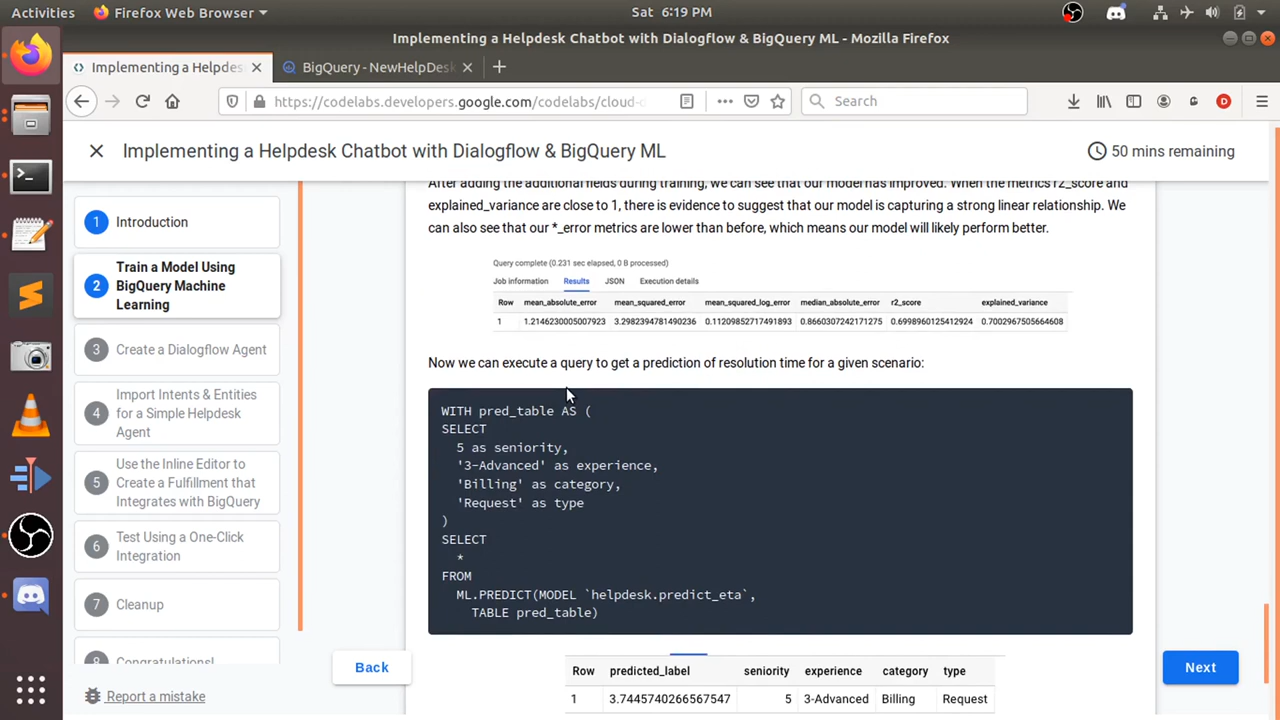 Activities Firefox Web Browser Sat 6:19 PM
Implementing a Helpdesk Chatbot with Dialogflow & BigQuery ML - Mozilla Firefox
Implementing a Helpdes BigQuery - NewHelpDesk
https://codelabs.developers.google.com/codelabs/cloud-d Search
Implementing a Helpdesk Chatbot with Dialogflow & BigQuery ML 50 mins remaining
1 Introduction
2 Train a Model Using
BigQuery Machine
Learning
3 Create a Dialogflow Agent
4 Import Intents & Entities
for a Simple Helpdesk
Agent
5 Use the Inline Editor to
Create a Fulfillment that
Integrates with BigQuery
6 Test Using a One-Click
Integration
7 Cleanup
8 Congratulations!
Report a mistake
After adding the additional fields during training, we can see that our model has improved. When the metrics r2_score and
explained_variance are close to 1, there is evidence to suggest that our model is capturing a strong linear relationship. We
can also see that our *_error metrics are lower than before, which means our model will likely perform better.
Query complete (0.231 sec elapsed, 0 B processed)
Job information Results JSON Execution details
Row mean_absolute_error mean_squared_error mean_squared_log_error median_absolute_error r2_score explained_variance
1 1.2146230005007923 3.2982394781490236 0.11209852717491893 0.8660307242171275 0.6998960125412924 0.7002967505664608
Now we can execute a query to get a prediction of resolution time for a given scenario:
WITH pred_table AS (
SELECT
5 as seniority,
'3-Advanced' as experience,
'Billing' as category,
'Request' as type
)
SELECT
*
FROM
ML.PREDICT(MODEL `helpdesk.predict_eta`,
TABLE pred_table)
Row predicted_label seniority experience category type
1 3.7445740266567547 5 3-Advanced Billing Request
Back Next